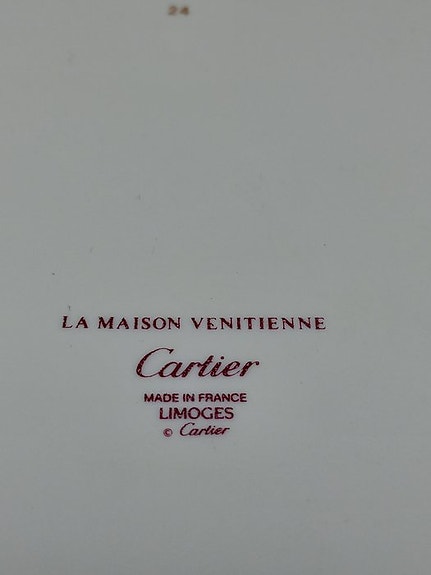 24
LA MAISON VENITIENNE
Cartier
MADE IN FRANCE
LIMOGES
© Cartier